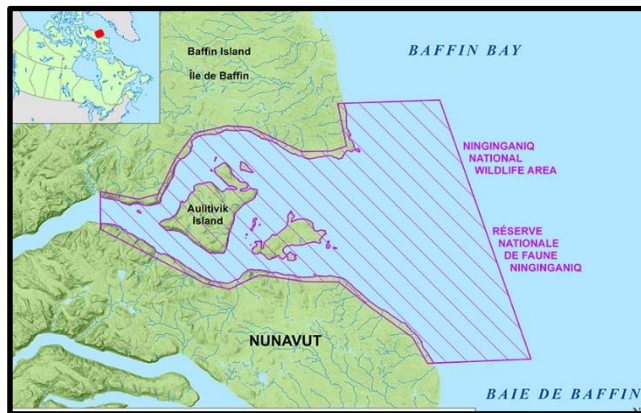 Baffin Island
Île de Baffin
BAFFIN BAY
NINGINGANIQ
NATIONAL
WILDLIFE AREA
Aulitivik
Island
RÉSERVE
NATIONALE
DE FAUNE
NINGINGANIQ
NUNAVUT
BAIE DE BAFFIN